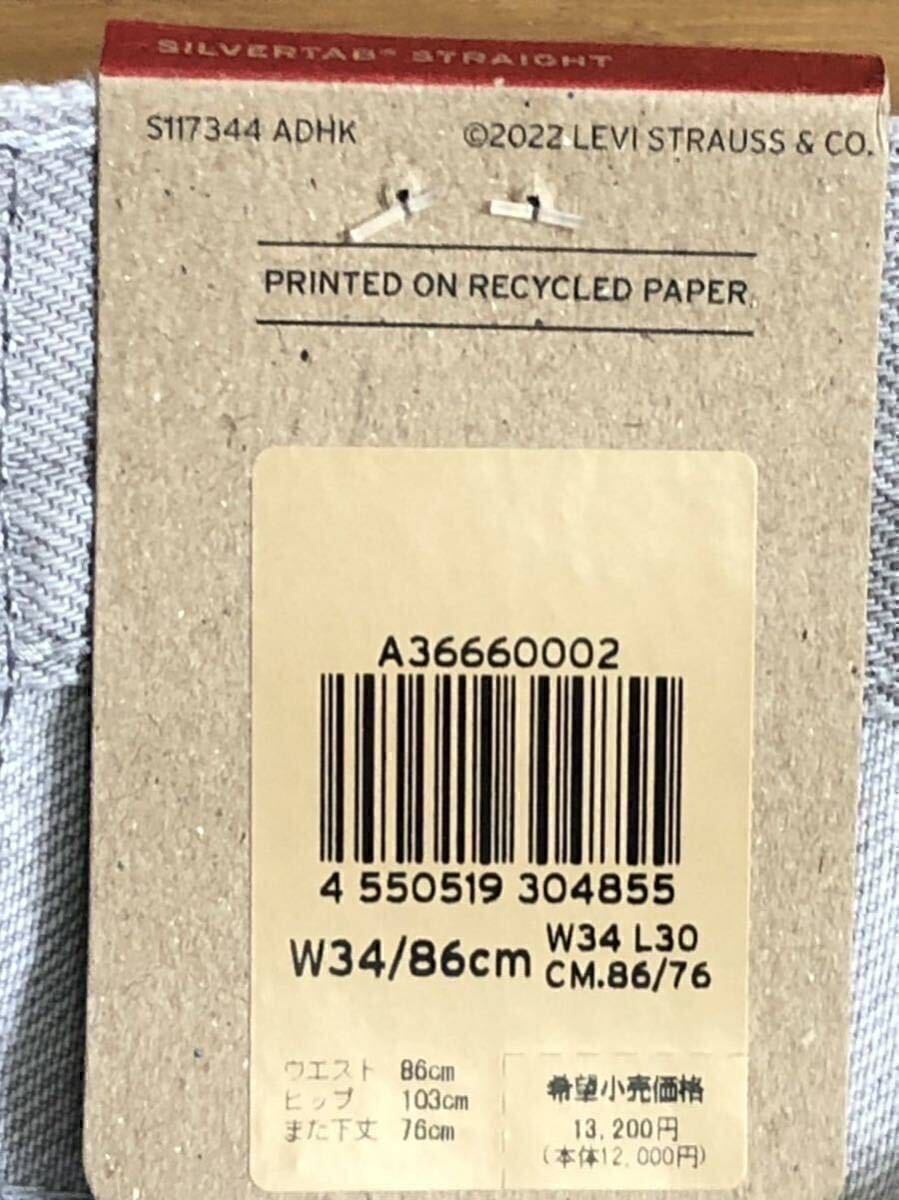 SILVERTAB® STRAIGHT
S117344 ADHK ©2022 LEVI STRAUSS & CO.
PRINTED ON RECYCLED PAPER.
A36660002
4 550519 304855
W34/86cm W34 L30
CM.86/76
ウエスト 86cm
ヒップ 103cm
また下丈 76cm
希望小売価格
13,200円
(本体12,000円)